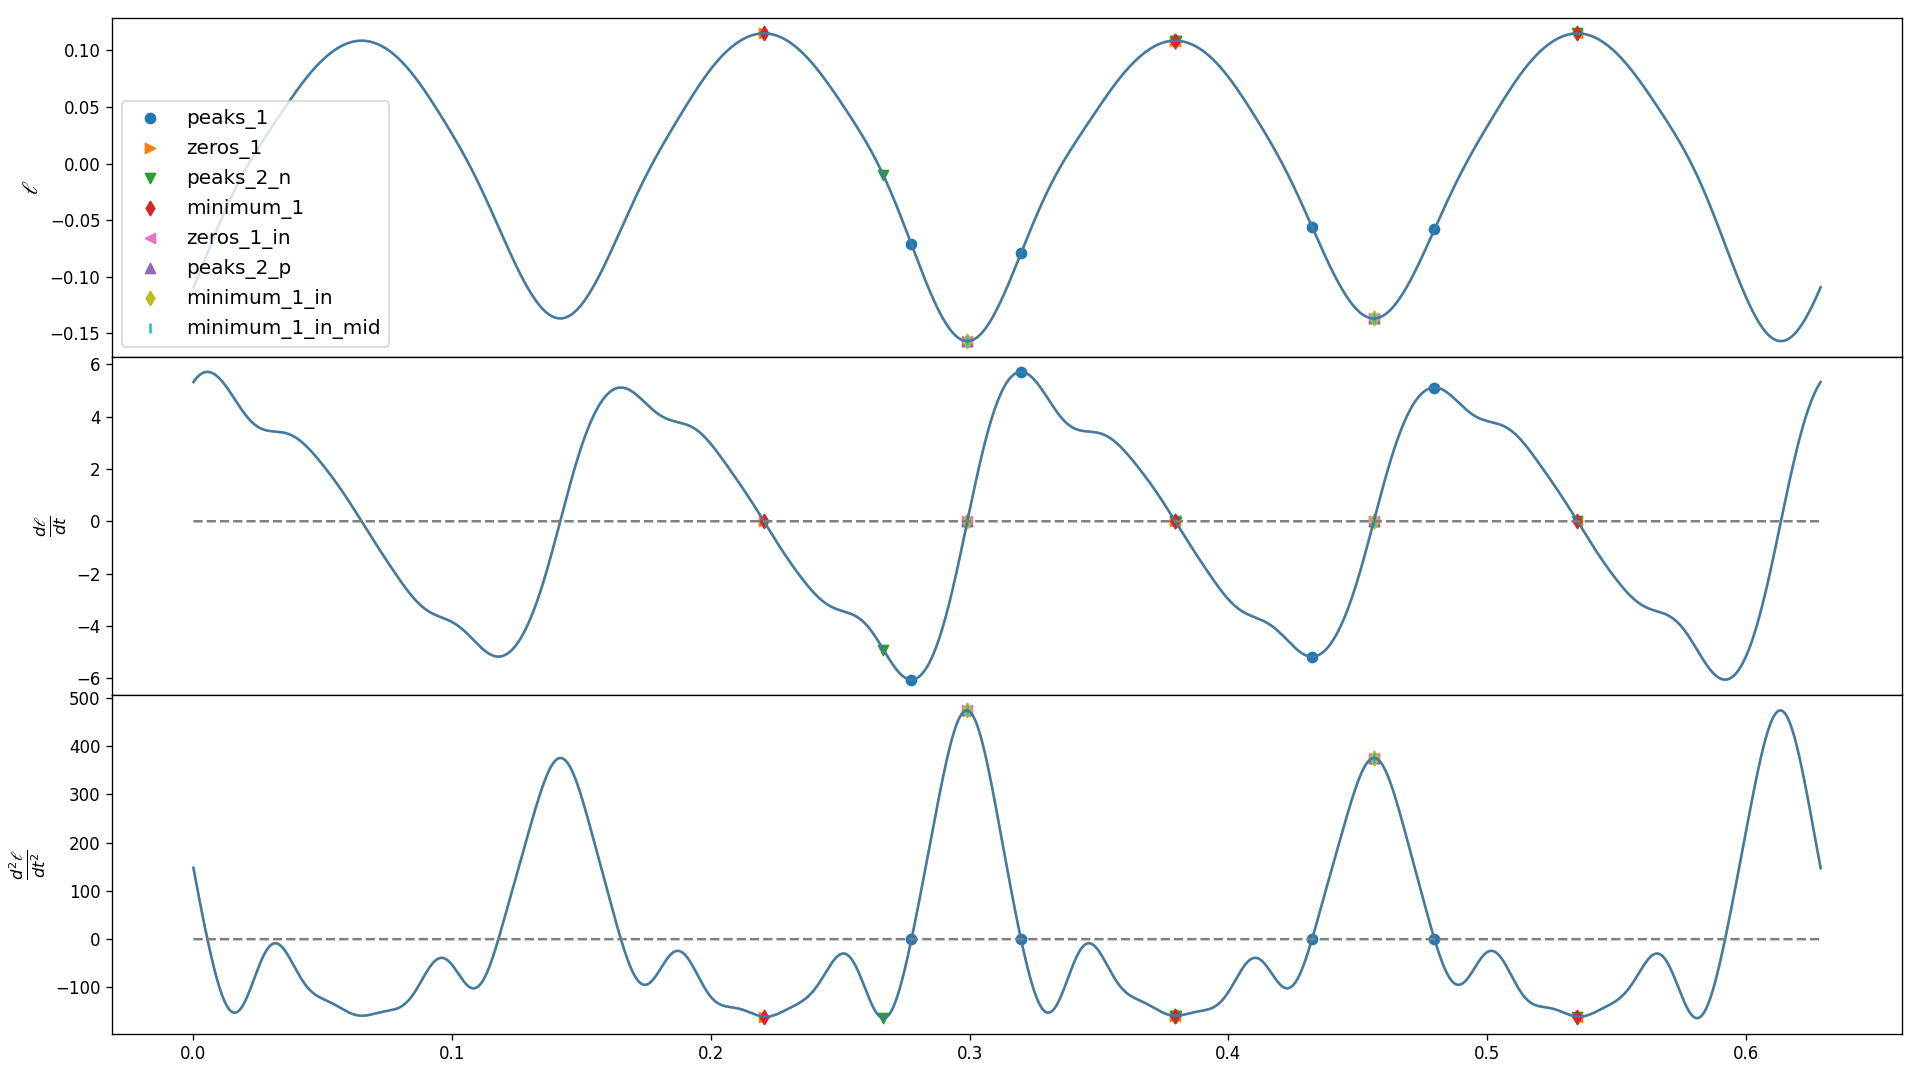 0.10
0.05
0.00
−0.05
−0.10
−0.15
ℓ
peaks_1
zeros_1
peaks_2_n
minimum_1
zeros_1_in
peaks_2_p
minimum_1_in
minimum_1_in_mid
6
4
2
0
−2
−4
−6
dℓ
dt
500
400
300
200
100
0
−100
d²ℓ
dt²
0.0 0.1 0.2 0.3 0.4 0.5 0.6